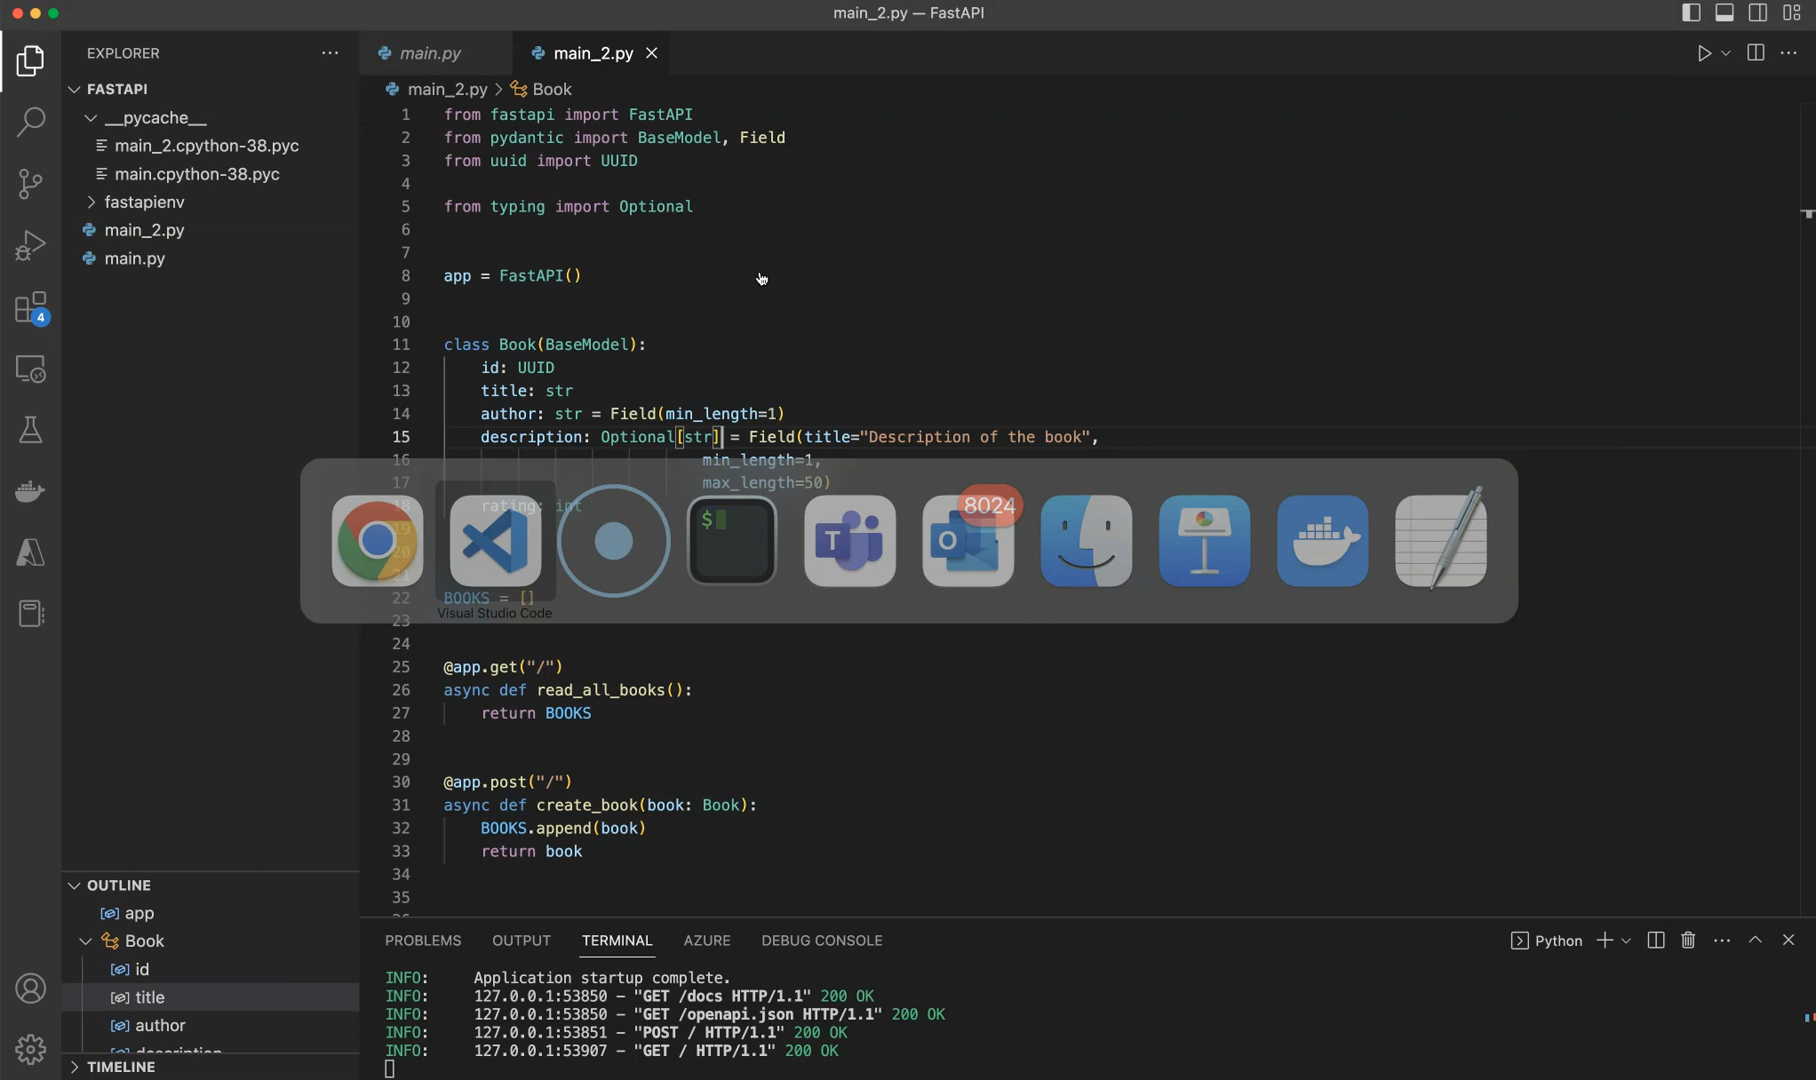 main_2.py — FastAPI
EXPLORER
FASTAPI
__pycache__
main_2.cpython-38.pyc
main.cpython-38.pyc
fastapienv
main_2.py
main.py
4
OUTLINE
app
Book
id
title
author
description
TIMELINE
main.py
main_2.py
main_2.py > Book
1 from fastapi import FastAPI
2 from pydantic import BaseModel, Field
3 from uuid import UUID
4
5 from typing import Optional
6
7
8 app = FastAPI()
9
10
11 class Book(BaseModel):
12 id: UUID
13 title: str
14 author: str = Field(min_length=1)
15 description: Optional[str] = Field(title="Description of the book",
16 min_length=1,
17 max_length=50)
18 rating: int
19
20
21
22 BOOKS = []
23
24
25 @app.get("/")
26 async def read_all_books():
27 return BOOKS
28
29
30 @app.post("/")
31 async def create_book(book: Book):
32 BOOKS.append(book)
33 return book
34
35
$
T
O
8024
Visual Studio Code
PROBLEMS OUTPUT TERMINAL AZURE DEBUG CONSOLE
Python
INFO: Application startup complete.
INFO: 127.0.0.1:53850 - "GET /docs HTTP/1.1" 200 OK
INFO: 127.0.0.1:53850 - "GET /openapi.json HTTP/1.1" 200 OK
INFO: 127.0.0.1:53851 - "POST / HTTP/1.1" 200 OK
INFO: 127.0.0.1:53907 - "GET / HTTP/1.1" 200 OK